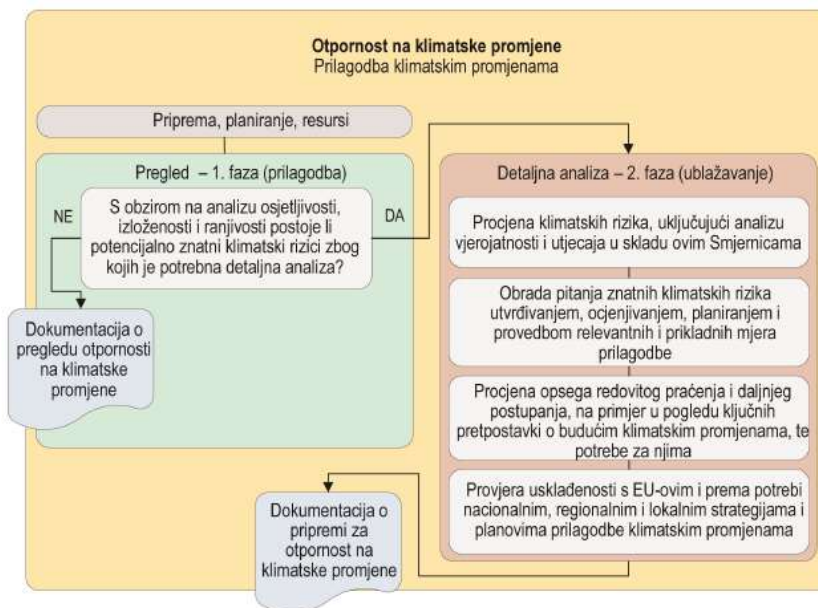 Otpornost na klimatske promjene
Prilagodba klimatskim promjenama
Priprema, planiranje, resursi
Pregled – 1. faza (prilagodba)
NE
S obzirom na analizu osjetljivosti,
izloženosti i ranjivosti postoje li
potencijalno znatni klimatski rizici zbog
kojih je potrebna detaljna analiza?
DA
Dokumentacija o
pregledu otpornosti
na klimatske
promjene
Detaljna analiza – 2. faza (ublažavanje)
Procjena klimatskih rizika, uključujući analizu
vjerojatnosti i utjecaja u skladu ovim Smjernicama
Obrada pitanja znatnih klimatskih rizika
utvrđivanjem, ocjenjivanjem, planiranjem i
provedbom relevantnih i prikladnih mjera
prilagodbe
Procjena opsega redovitog praćenja i daljnjeg
postupanja, na primjer u pogledu ključnih
pretpostavki o budućim klimatskim promjenama, te
potrebe za njima
Provjera usklađenosti s EU-ovim i prema potrebi
nacionalnim, regionalnim i lokalnim strategijama i
planovima prilagodbe klimatskim promjenama
Dokumentacija o
pripremi za
otpornost na
klimatske promjene